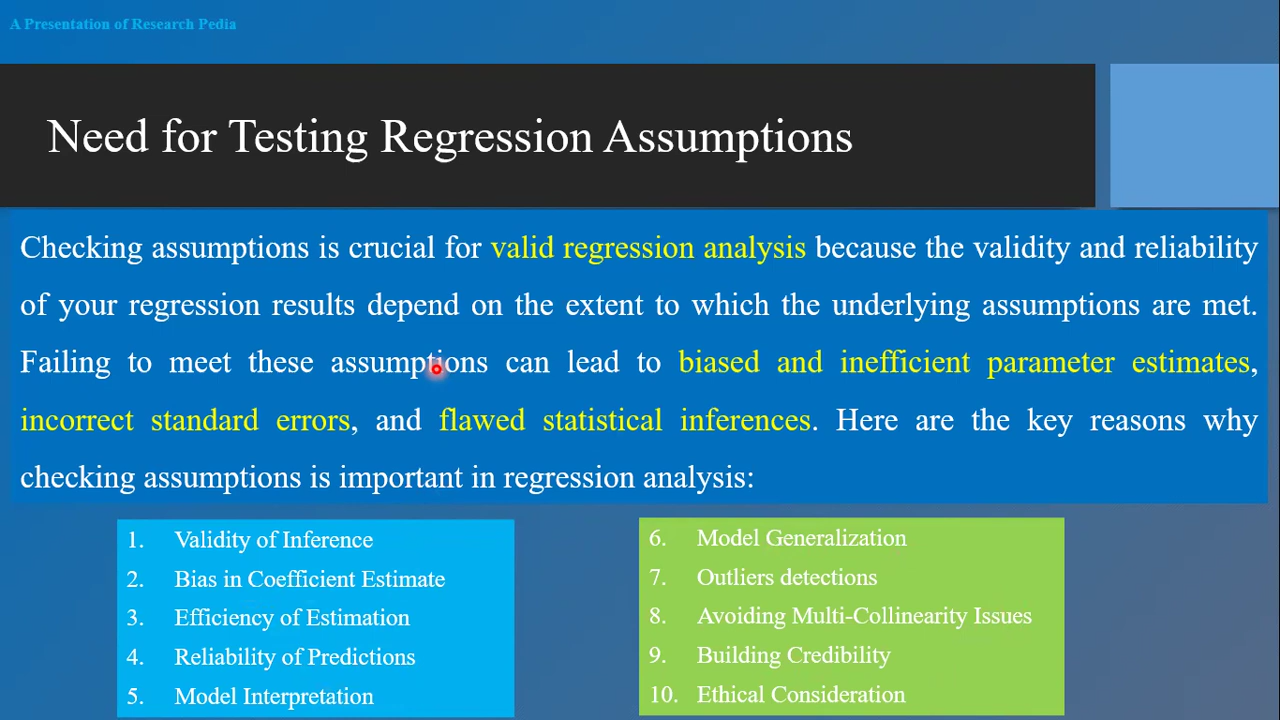 A Presentation of Research Pedia
Need for Testing Regression Assumptions
Checking assumptions is crucial for valid regression analysis because the validity and reliability
of your regression results depend on the extent to which the underlying assumptions are met.
Failing to meet these assumptions can lead to biased and inefficient parameter estimates,
incorrect standard errors, and flawed statistical inferences. Here are the key reasons why
checking assumptions is important in regression analysis:
1. Validity of Inference
2. Bias in Coefficient Estimate
3. Efficiency of Estimation
4. Reliability of Predictions
5. Model Interpretation
6. Model Generalization
7. Outliers detections
8. Avoiding Multi-Collinearity Issues
9. Building Credibility
10. Ethical Consideration